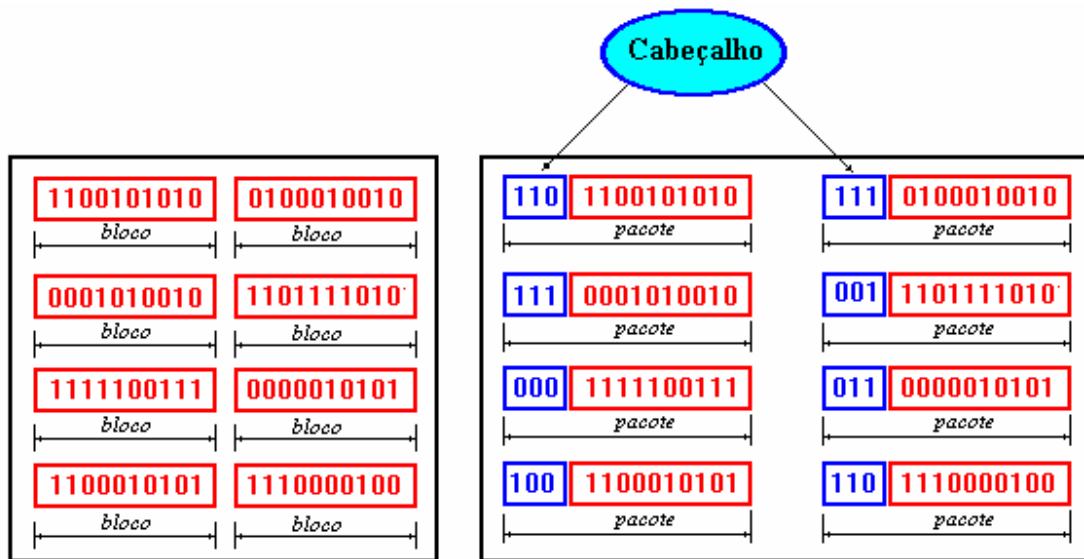 Cabeçalho
1100101010 0100010010
bloco bloco
0001010010 1101111010
bloco bloco
1111100111 0000010101
bloco bloco
1100010101 1110000100
bloco bloco
110 1100101010 111 0100010010
pacote pacote
111 0001010010 001 1101111010
pacote pacote
000 1111100111 011 0000010101
pacote pacote
100 1100010101 110 1110000100
pacote pacote